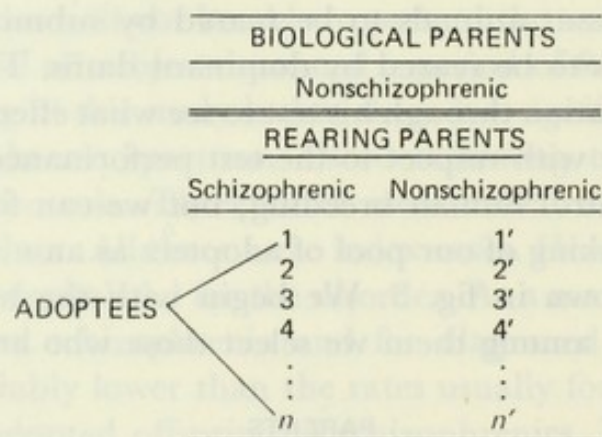 BIOLOGICAL PARENTS
Nonschizophrenic
REARING PARENTS
Schizophrenic Nonschizophrenic
1 1′
2 2′
3 3′
ADOPTEES
4 4′
. .
. .
. .
n n′